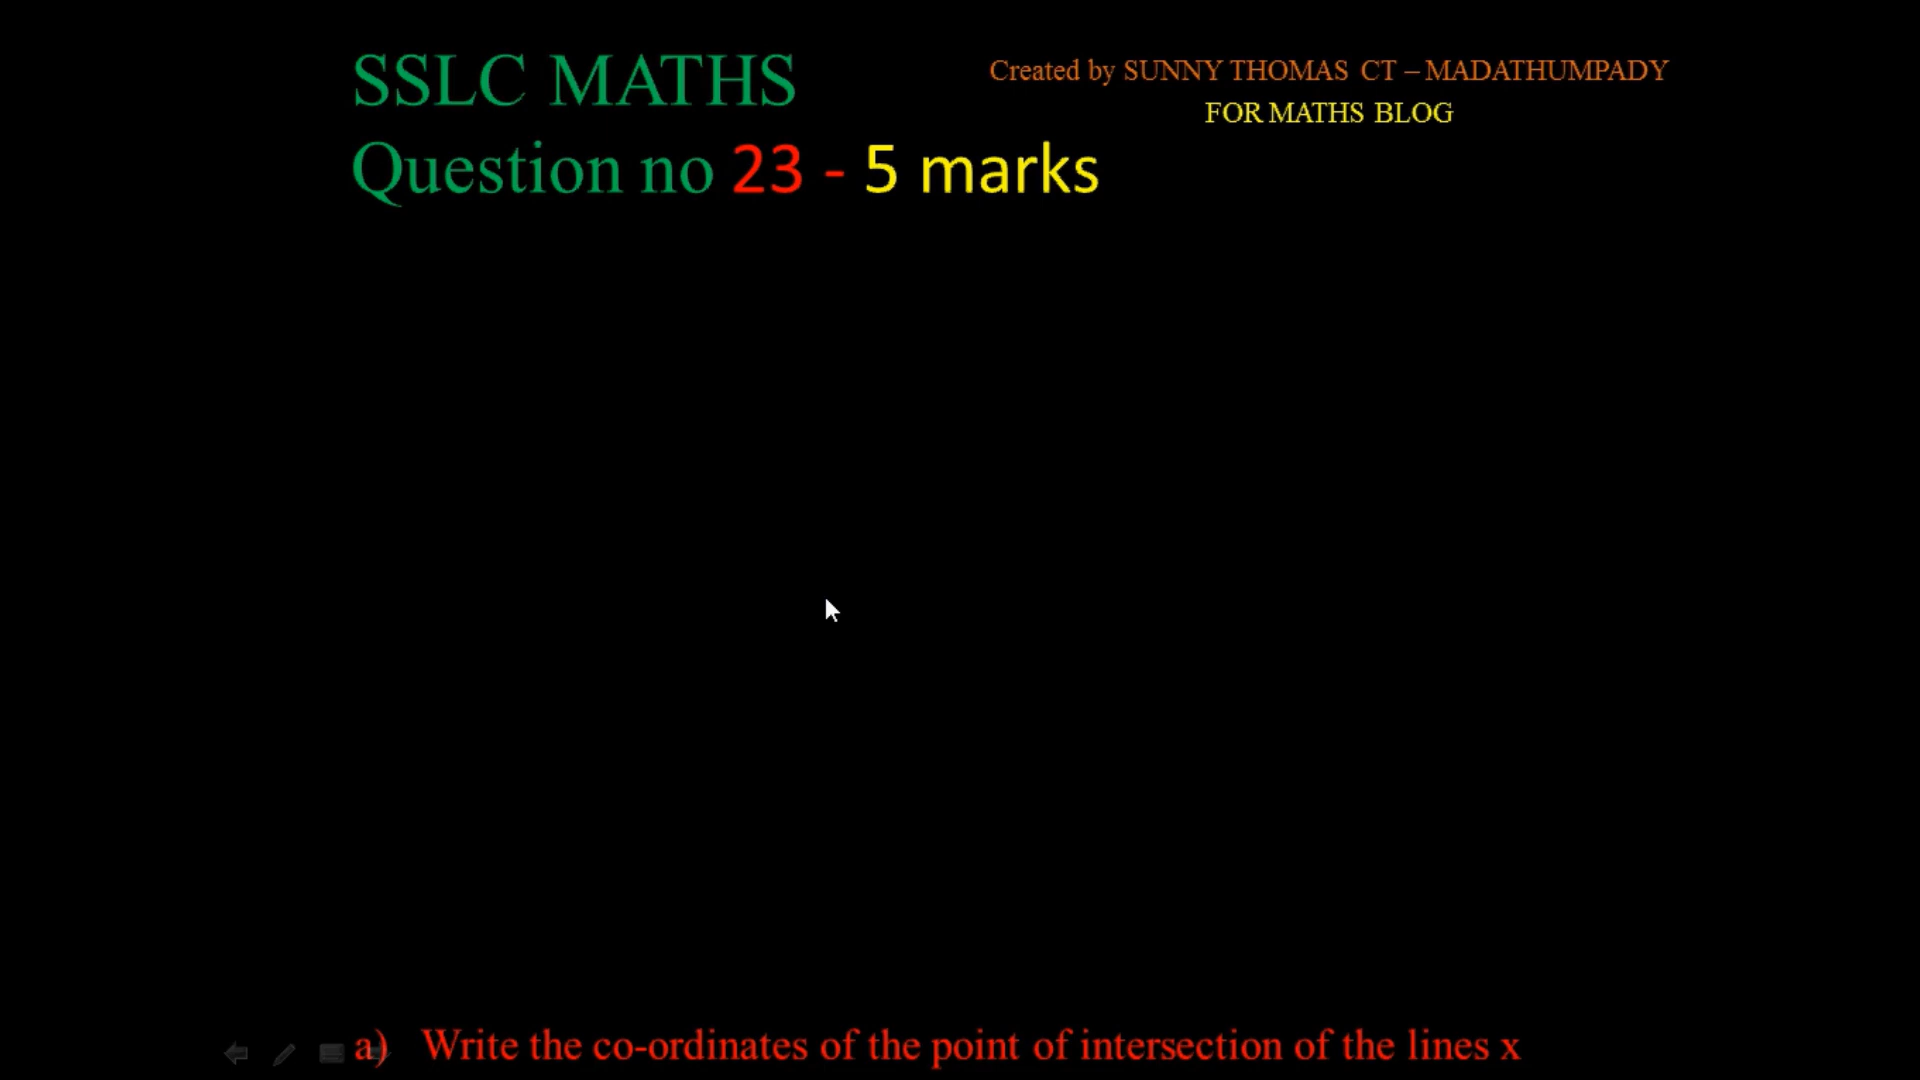 SSLC MATHS
Created by SUNNY THOMAS CT – MADATHUMPADY
FOR MATHS BLOG
Question no 23 - 5 marks
a) Write the co-ordinates of the point of intersection of the lines x